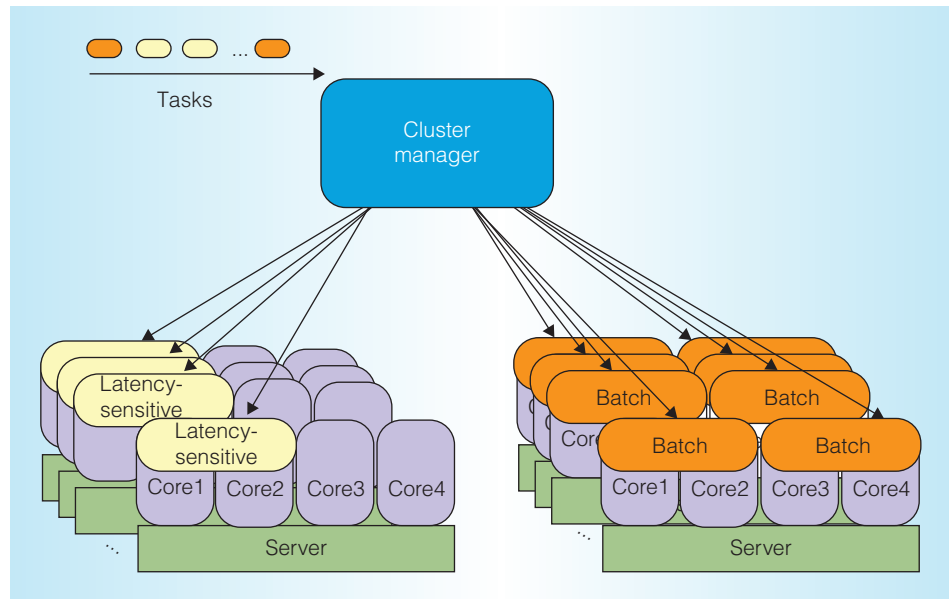 ...
Tasks
Cluster
manager
Latency-
sensitive
Latency-
sensitive
Core1
Core2
Core3
Core4
Server
...
Batch
Batch
Batch
Batch
Core1
Core2
Core3
Core4
Server
...